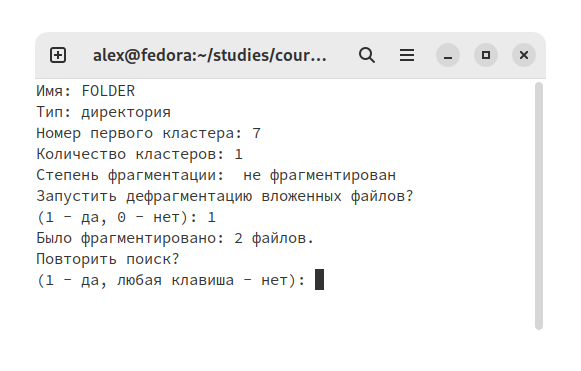 alex@fedora:~/studies/cour...
Имя: FOLDER
Тип: директория
Номер первого кластера: 7
Количество кластеров: 1
Степень фрагментации:  не фрагментирован
Запустить дефрагментацию вложенных файлов?
(1 - да, 0 - нет): 1
Было фрагментировано: 2 файлов.
Повторить поиск?
(1 - да, любая клавиша - нет):